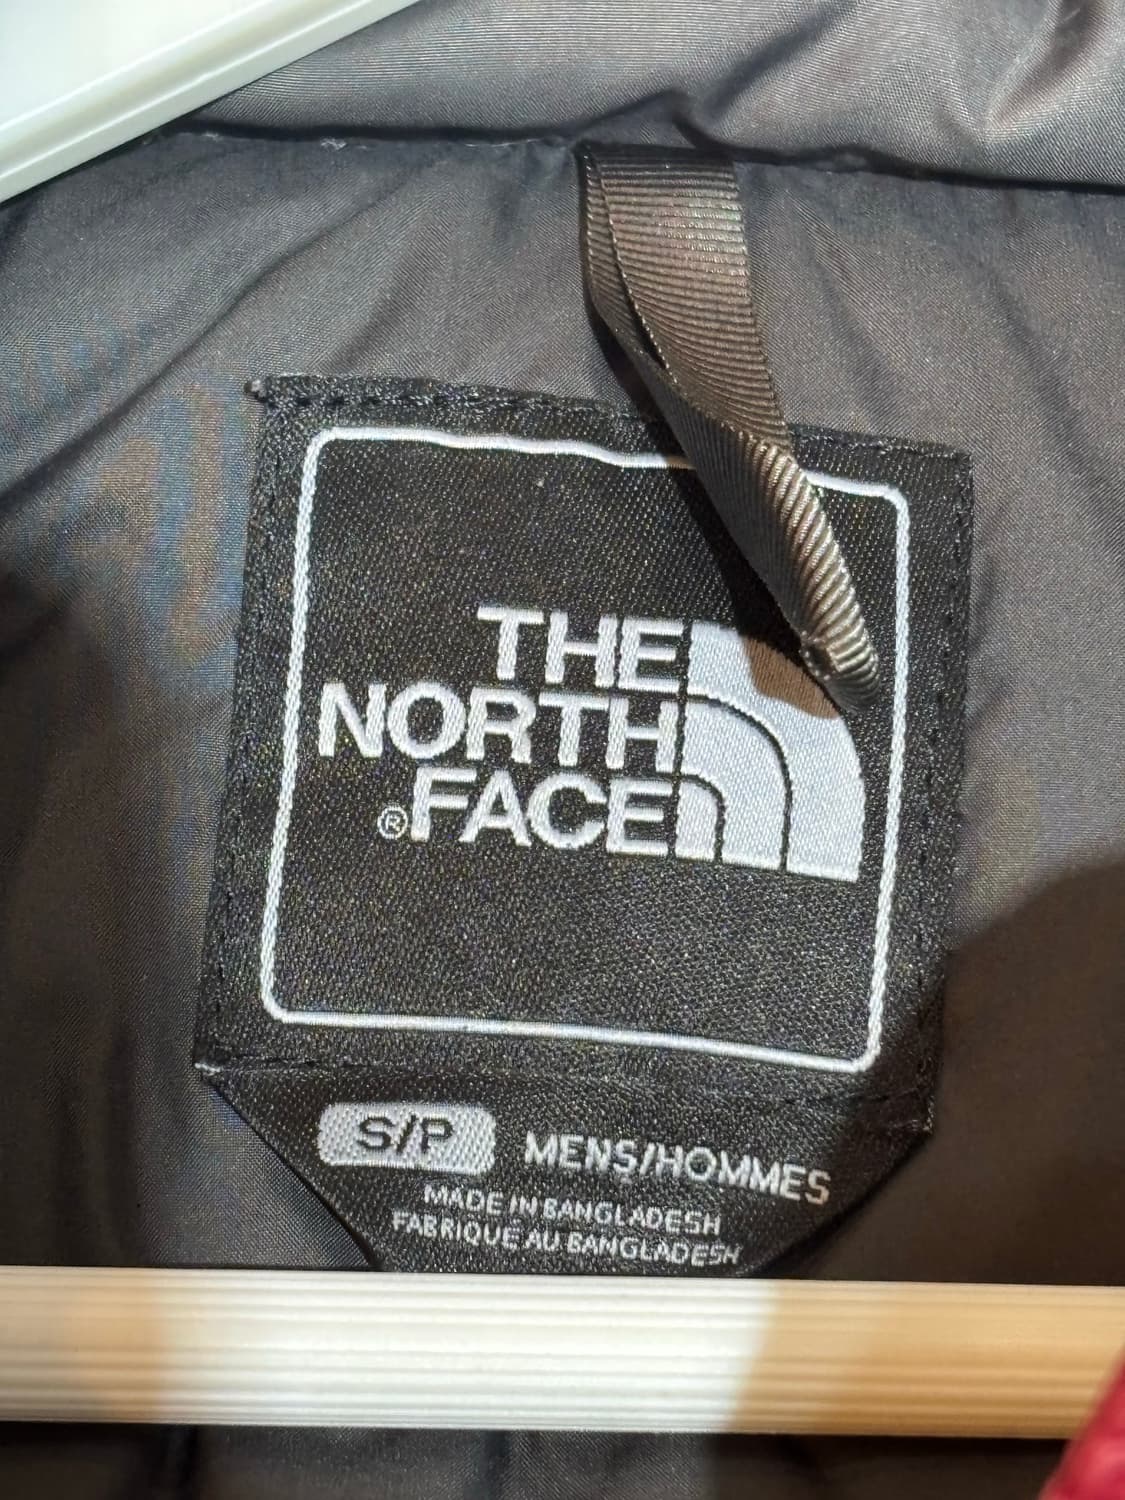 THE
NORTH
®FACE
S/P MENS/HOMMES
MADE IN BANGLADESH
FABRIQUÉ AU BANGLADESH